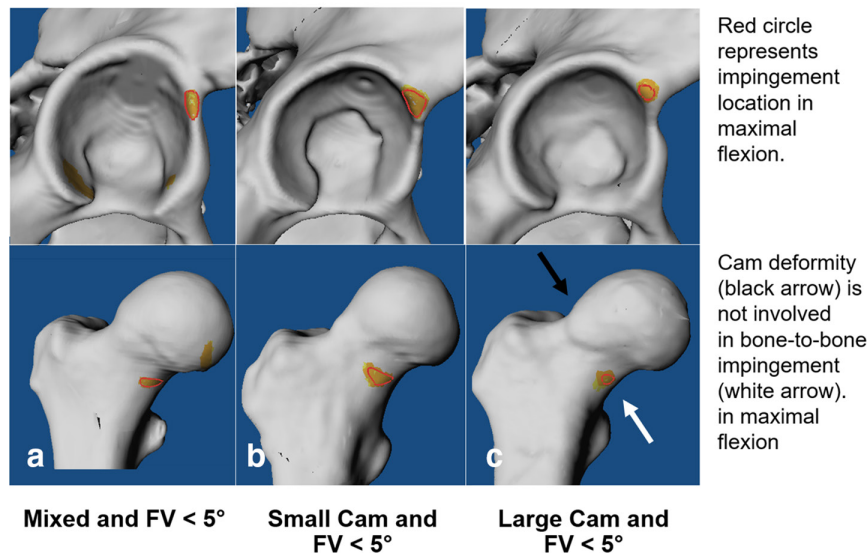 Red circle
represents
impingement
location in
maximal
flexion.
Cam deformity
(black arrow) is
not involved
in bone-to-bone
impingement
(white arrow).
in maximal
flexion
a
b
c
Mixed and FV < 5°
Small Cam and
FV < 5°
Large Cam and
FV < 5°